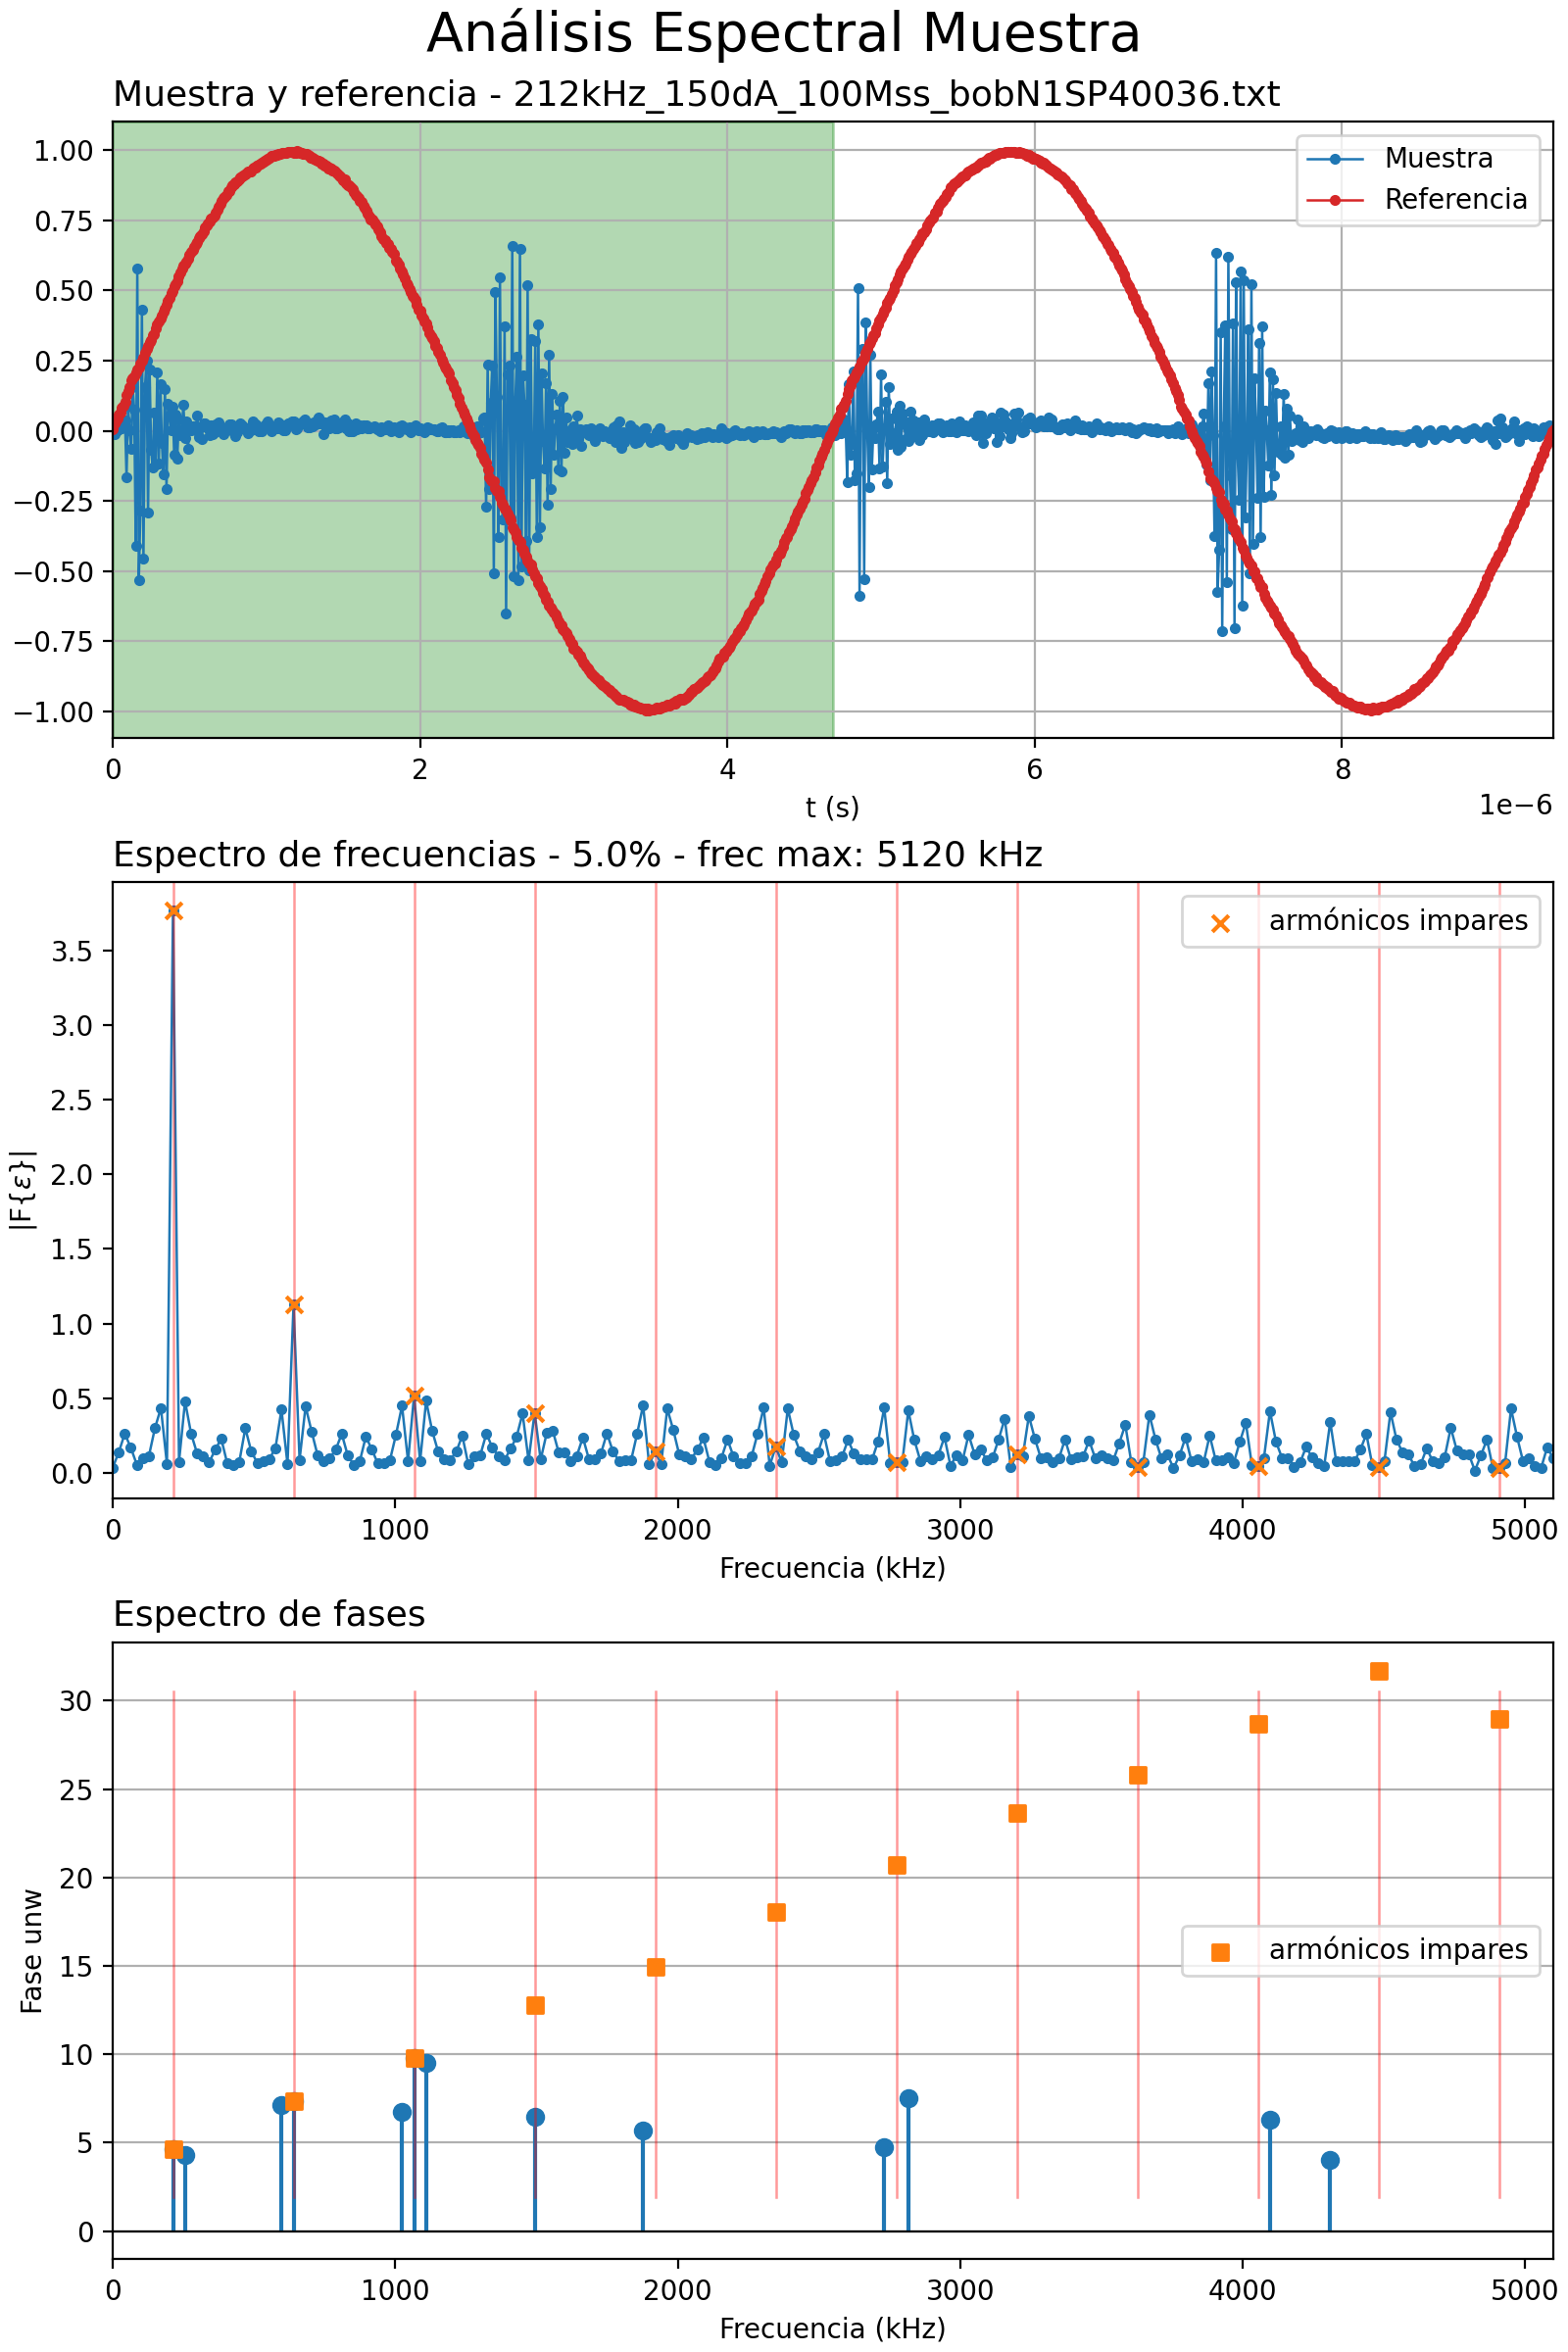 Análisis Espectral Muestra
Muestra y referencia - 212kHz_150dA_100Mss_bobN1SP40036.txt
1.00
0.75
0.50
0.25
0.00
−0.25
−0.50
−0.75
−1.00
Muestra
Referencia
0 2 4 6 8
t (s)
1e−6
Espectro de frecuencias - 5.0% - frec max: 5120 kHz
|F{ε}|
3.5
3.0
2.5
2.0
1.5
1.0
0.5
0.0
armónicos impares
0 1000 2000 3000 4000 5000
Frecuencia (kHz)
Espectro de fases
Fase unw
30
25
20
15
10
5
0
armónicos impares
0 1000 2000 3000 4000 5000
Frecuencia (kHz)